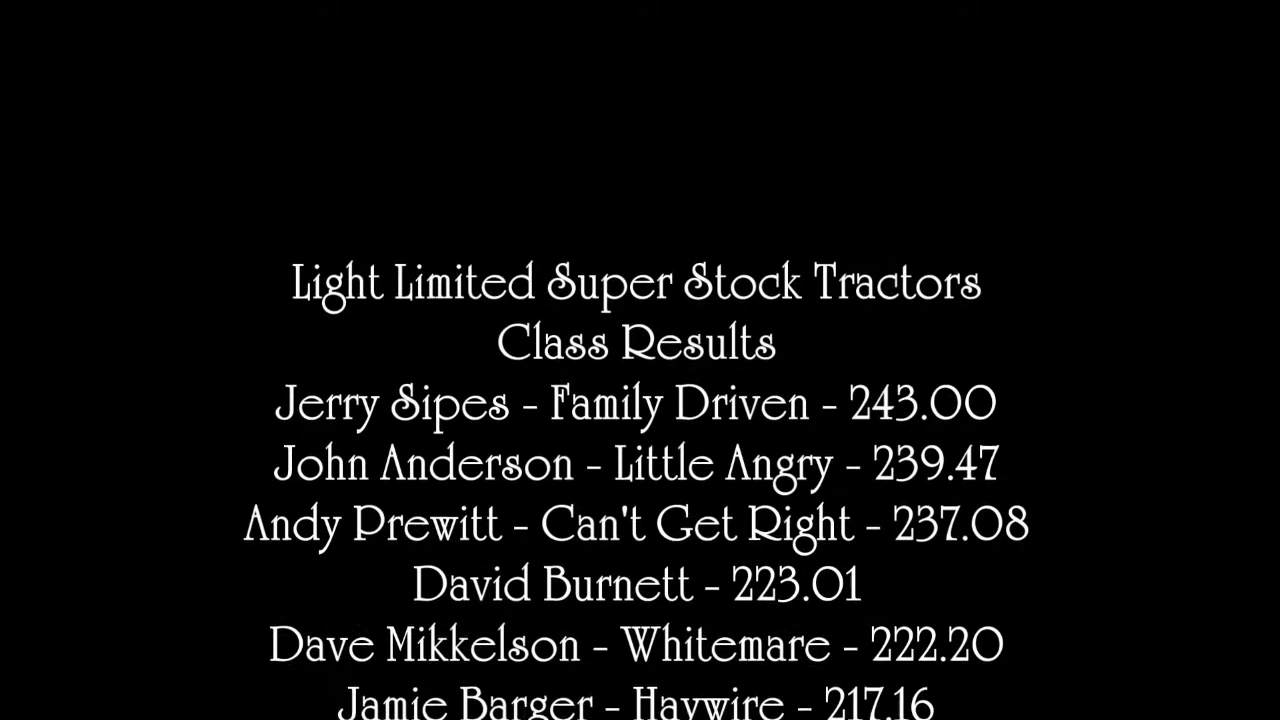 Light Limited Super Stock Tractors
Class Results
Jerry Sipes - Family Driven - 243.00
John Anderson - Little Angry - 239.47
Andy Prewitt - Can't Get Right - 237.08
David Burnett - 223.01
Dave Mikkelson - Whitemare - 222.20
Jamie Barger - Haywire - 217.16